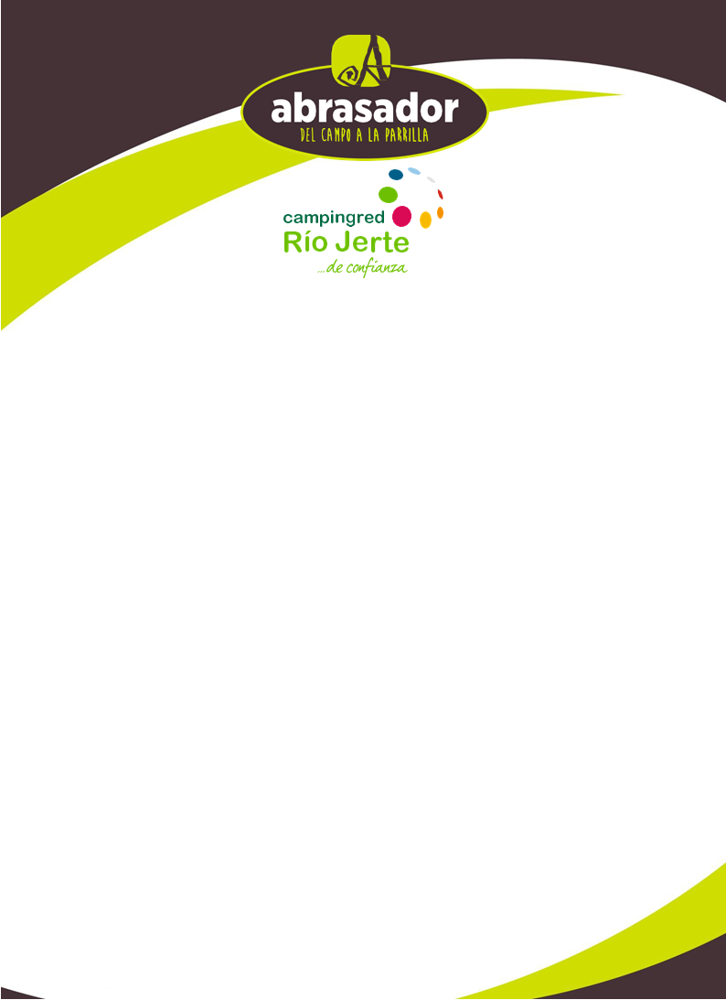 abrasador
DEL CAMPO A LA PARRILLA
campingred
Río Jerte
...de confianza